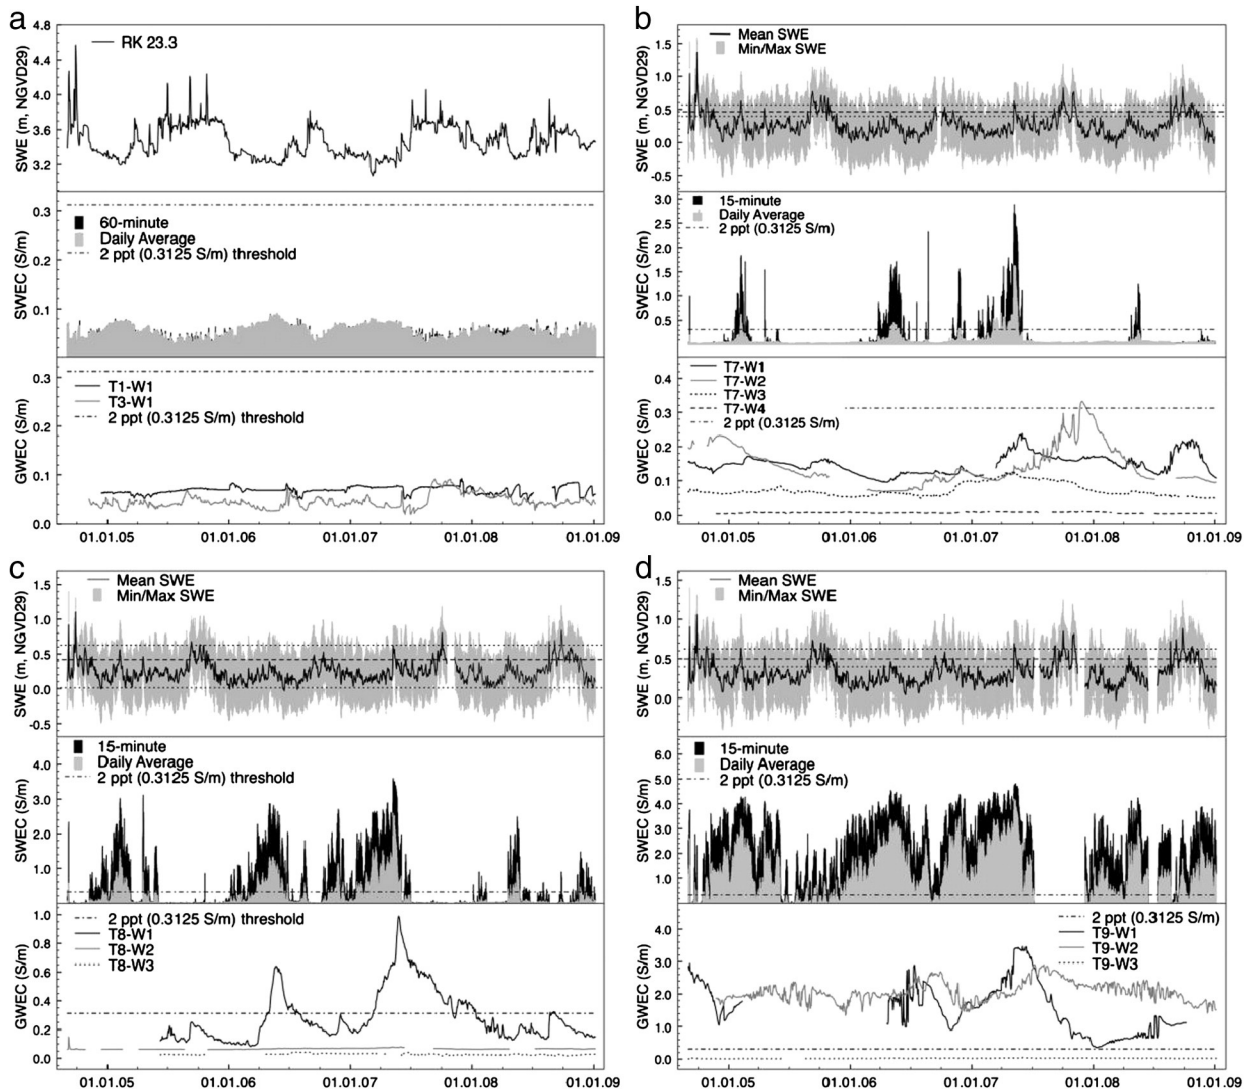 a
4.8
4.4
4.0
3.6
3.2
SWE (m, NGVD29)
RK 23.3
0.3
0.2
0.1
SWEC (S/m)
60-minute
Daily Average
2 ppt (0.3125 S/m) threshold
0.3
0.2
0.1
0.0
GWEC (S/m)
T1-W1
T3-W1
2 ppt (0.3125 S/m) threshold
01.01.05 01.01.06 01.01.07 01.01.08 01.01.09
b
1.5
1.0
0.5
0.0
-0.5
SWE (m, NGVD29)
Mean SWE
Min/Max SWE
3.0
2.5
2.0
1.5
1.0
0.5
SWEC (S/m)
15-minute
Daily Average
2 ppt (0.3125 S/m)
0.4
0.3
0.2
0.1
0.0
GWEC (S/m)
T7-W1
T7-W2
T7-W3
T7-W4
2 ppt (0.3125 S/m)
01.01.05 01.01.06 01.01.07 01.01.08 01.01.09
c
1.5
1.0
0.5
0.0
-0.5
SWE (m, NGVD29)
Mean SWE
Min/Max SWE
4.0
3.0
2.0
1.0
SWEC (S/m)
15-minute
Daily Average
2 ppt (0.3125 S/m) threshold
1.0
0.8
0.6
0.4
0.2
0.0
GWEC (S/m)
2 ppt (0.3125 S/m) threshold
T8-W1
T8-W2
T8-W3
01.01.05 01.01.06 01.01.07 01.01.08 01.01.09
d
1.5
1.0
0.5
0.0
SWE (m, NGVD29)
Mean SWE
Min/Max SWE
6.0
5.0
4.0
3.0
2.0
1.0
SWEC (S/m)
15-minute
Daily Average
2 ppt (0.3125 S/m)
4.0
3.0
2.0
1.0
0.0
GWEC (S/m)
2 ppt (0.3125 S/m)
T9-W1
T9-W2
T9-W3
01.01.05 01.01.06 01.01.07 01.01.08 01.01.09